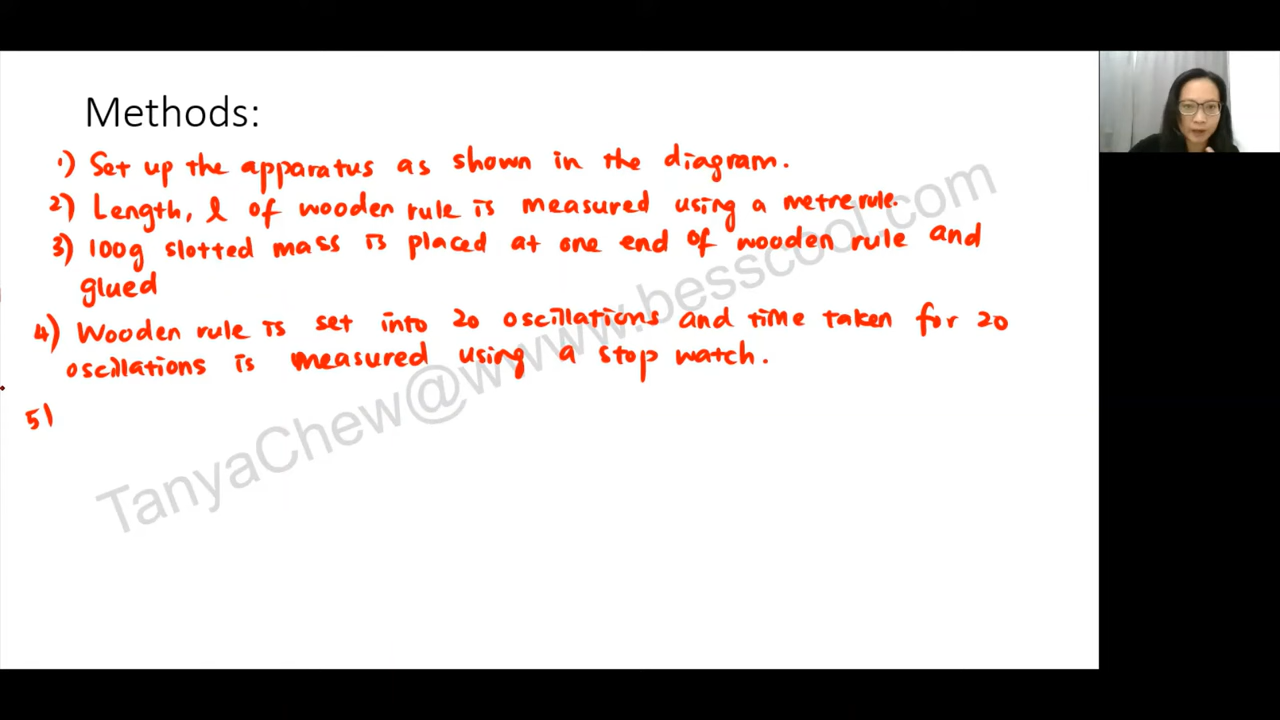 Methods:
1) Set up the apparatus as shown in the diagram.
2) Length, l of wooden rule is measured using a metre rule.
3) 100g slotted mass is placed at one end of wooden rule and
glued
4) Wooden rule is set into 20 oscillations and time taken for 20
oscillations is measured using a stop watch.
5)
TanyaChew@www.besscool.com